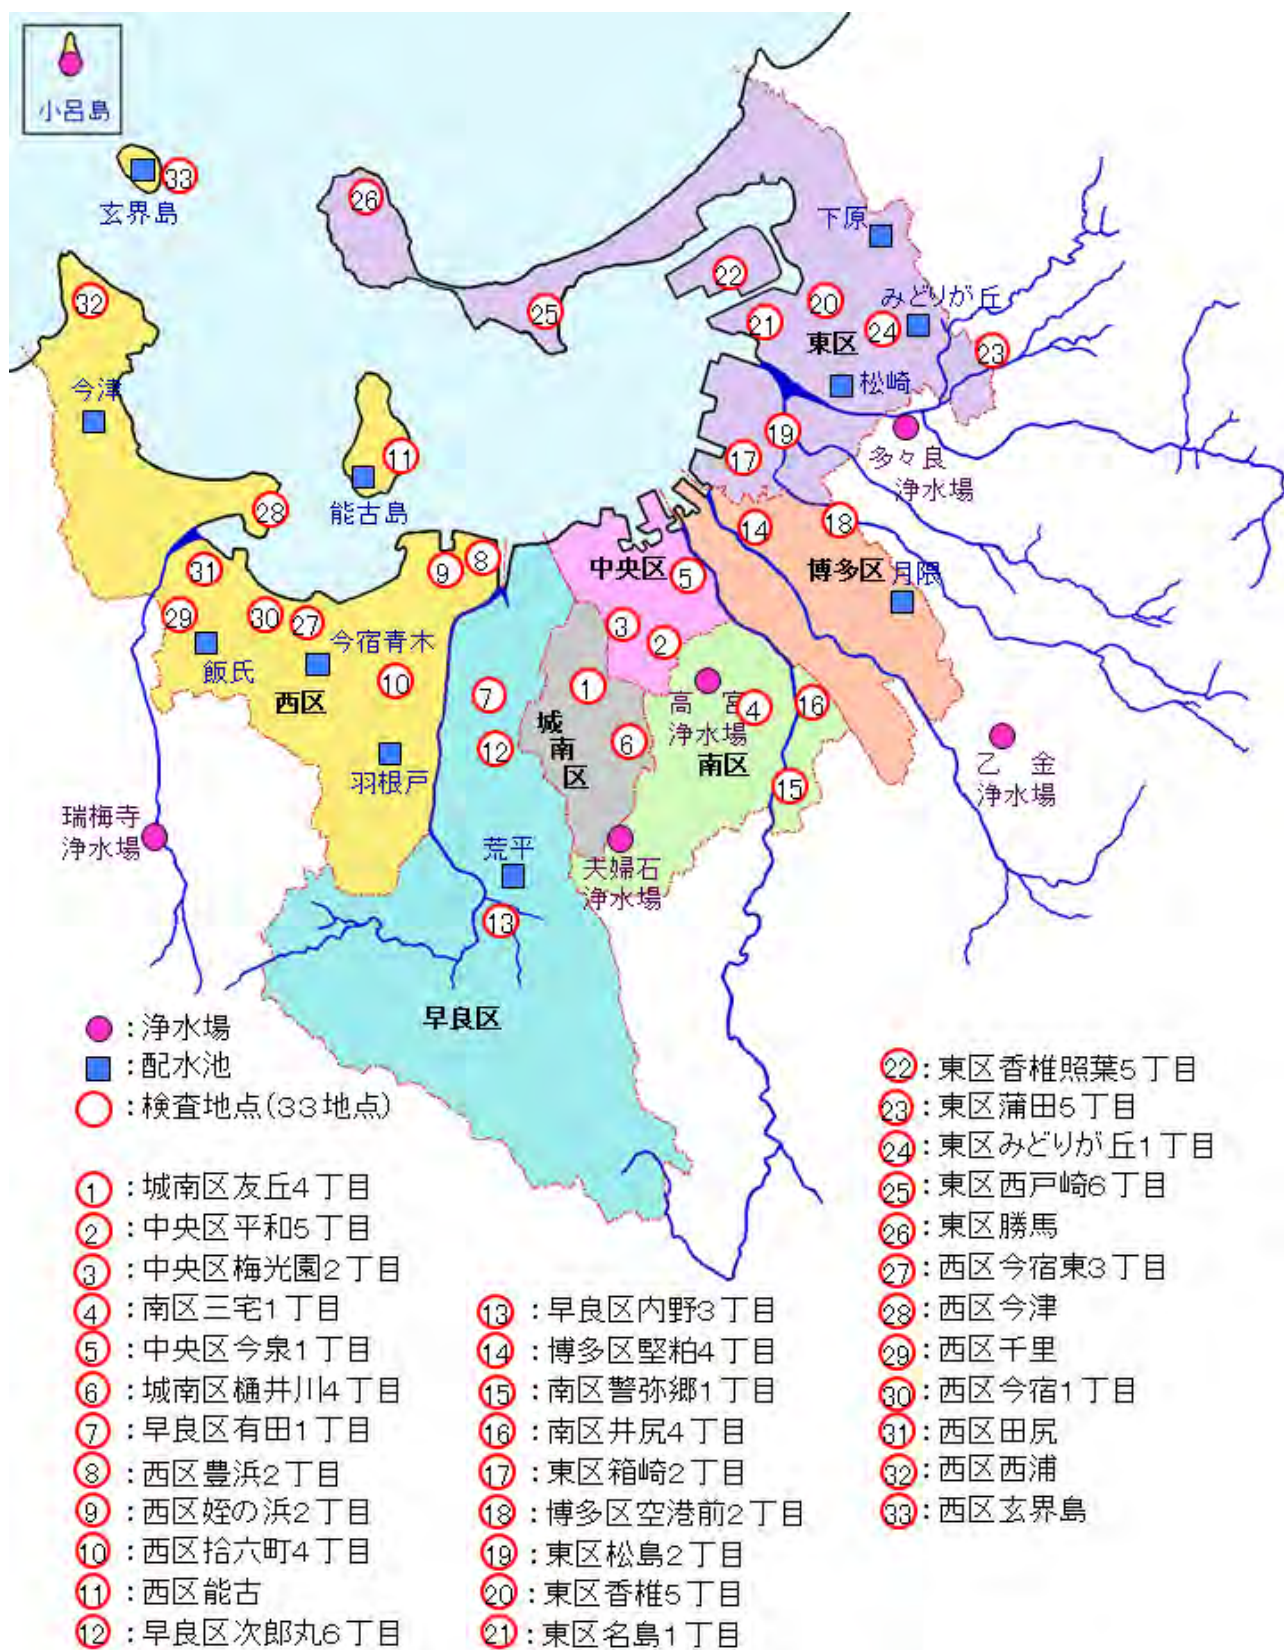 小呂島
33
玄界島
26
下原
32
22
20
みどりが丘
25
21
24
東区
23
今津
松崎
19
11
17
多々良
浄水場
28
能古島
14
18
中央区
博多区
月隈
31
9
8
5
29
30
27
3
2
飯氏
今宿青木
10
西区
7
1
高宮
浄水場
4
16
城南区
6
12
南区
乙金
浄水場
羽根戸
15
瑞梅寺
浄水場
荒平
夫婦石
浄水場
13
早良区
:浄水場
:配水池
:検査地点(33地点)
1:城南区友丘4丁目
2:中央区平和5丁目
3:中央区梅光園2丁目
4:南区三宅1丁目
5:中央区今泉1丁目
6:城南区樋井川4丁目
7:早良区有田1丁目
8:西区豊浜2丁目
9:西区姪の浜2丁目
10:西区拾六町4丁目
11:西区能古
12:早良区次郎丸6丁目
13:早良区内野3丁目
14:博多区堅粕4丁目
15:南区警弥郷1丁目
16:南区井尻4丁目
17:東区箱崎2丁目
18:博多区空港前2丁目
19:東区松島2丁目
20:東区香椎5丁目
21:東区名島1丁目
22:東区香椎照葉5丁目
23:東区蒲田5丁目
24:東区みどりが丘1丁目
25:東区西戸崎6丁目
26:東区勝馬
27:西区今宿東3丁目
28:西区今津
29:西区千里
30:西区今宿1丁目
31:西区田尻
32:西区西浦
33:西区玄界島